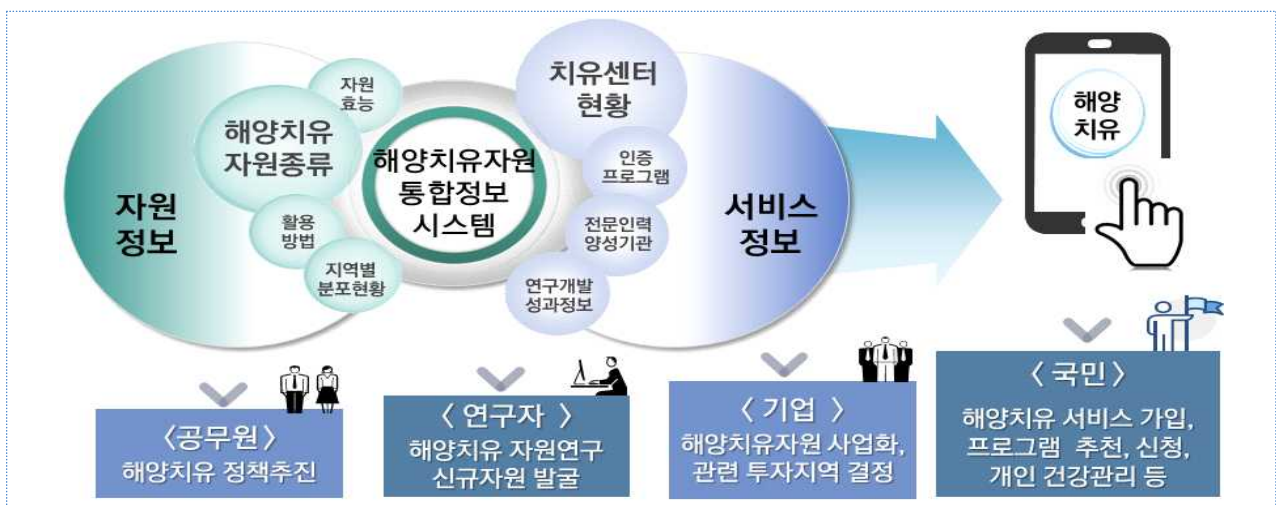 자원
정보
해양치유
자원종류
자원
효능
활용
방법
지역별
분포현황
해양치유자원
통합정보
시스템
치유센터
현황
인증
프로그램
전문인력
양성기관
연구개발
성과정보
서비스
정보
해양
치유
〈공무원〉
해양치유 정책추진
〈 연구자 〉
해양치유 자원연구
신규자원 발굴
〈 기업 〉
해양치유자원 사업화,
관련 투자지역 결정
〈 국민 〉
해양치유 서비스 가입,
프로그램 추천, 신청,
개인 건강관리 등